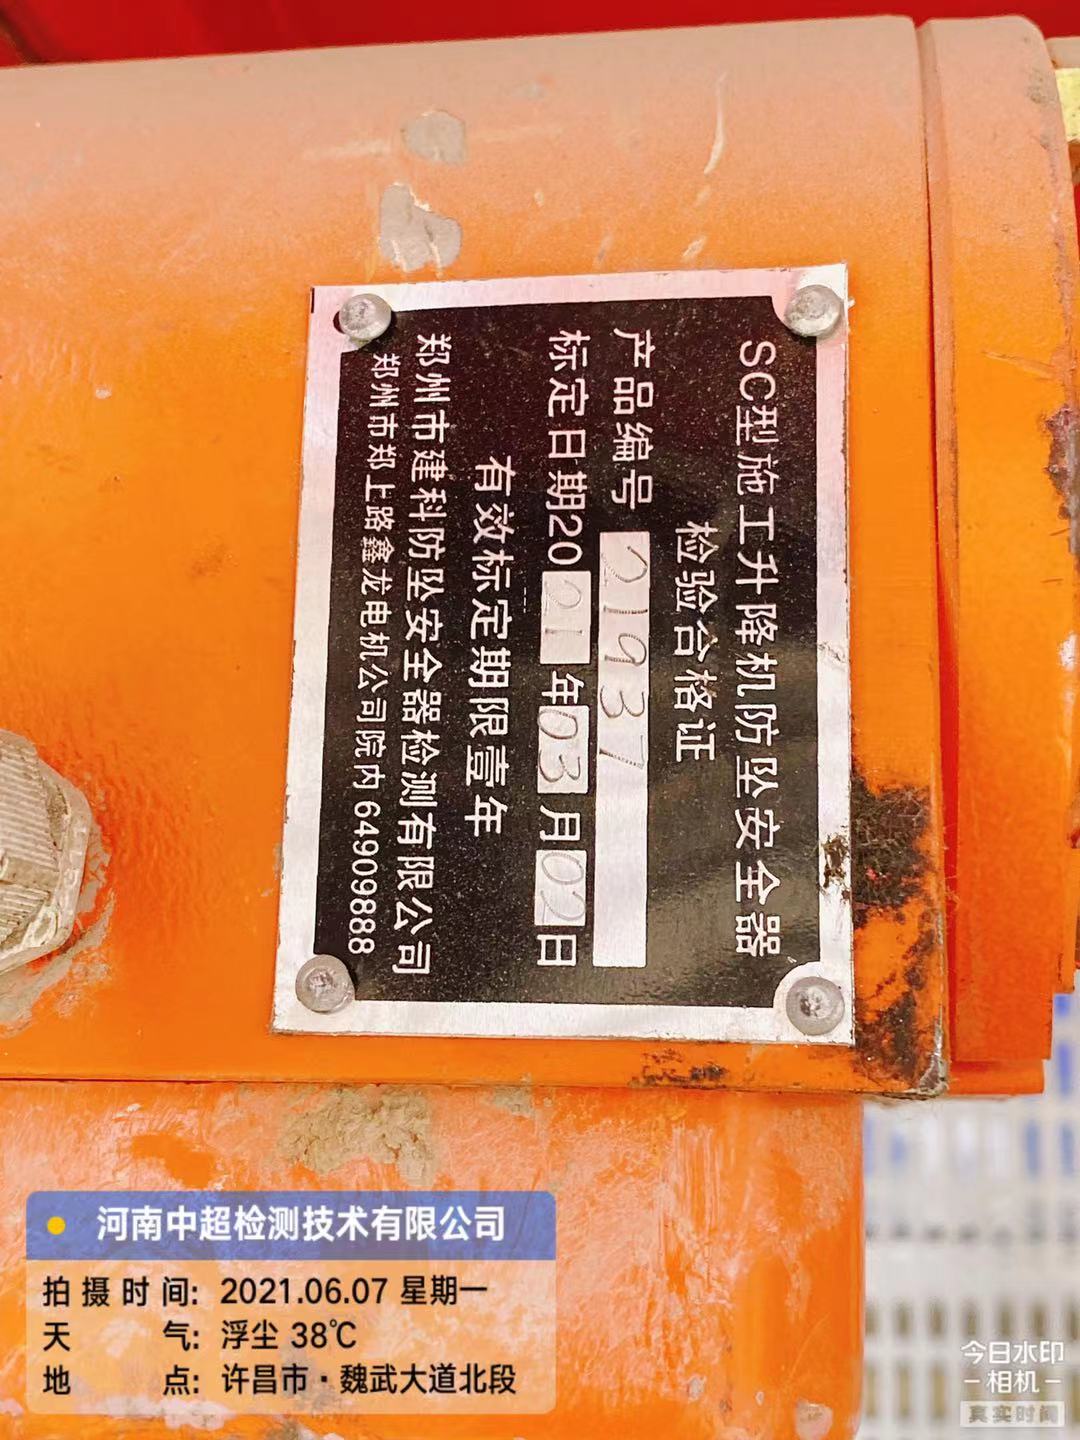 SC型施工升降机防坠安全器
检验合格证
产品编号 21937
标定日期2021年03月02日
有效标定期限壹年
郑州市建科防坠安全器检测有限公司
郑州市郑上路鑫龙电机公司院内 64909888
河南中超检测技术有限公司
拍摄时间: 2021.06.07 星期一
天气: 浮尘 38℃
地点: 许昌市·魏武大道北段
今日水印
-相机-
真实时间